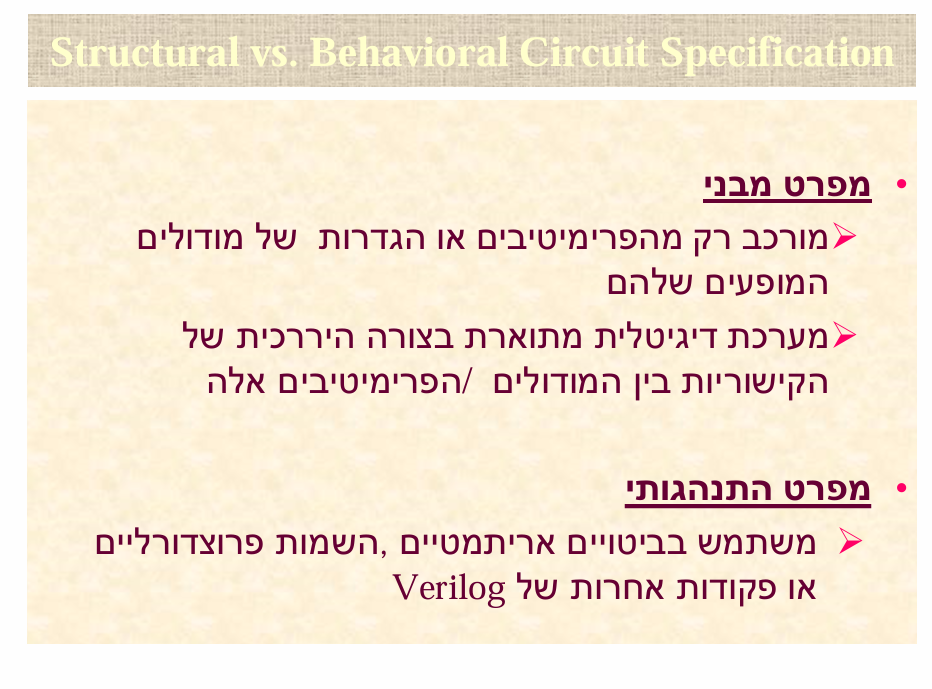 Structural vs. Behavioral Circuit Specification
• מפרט מבני
➢ מורכב רק מהפרימיטיבים או הגדרות של מודולים
המופעים שלהם
➢ מערכת דיגיטלית מתוארת בצורה היררכית של
הקישוריות בין המודולים /הפרימיטיבים אלה
• מפרט התנהגותי
➢ משתמש בביטויים אריתמטיים ,השמות פרוצדורליים
או פקודות אחרות של Verilog